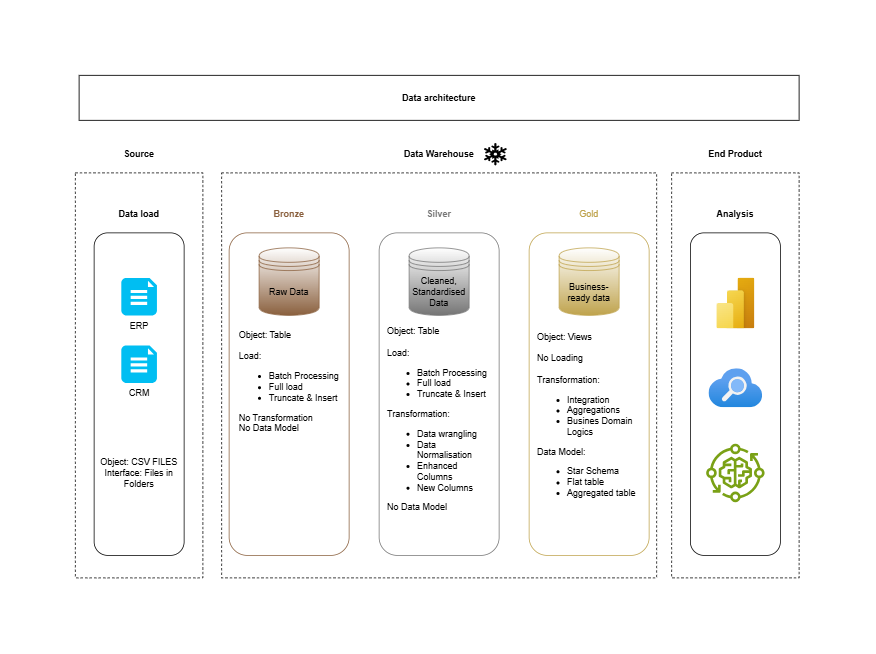 Data architecture
Source
Data Warehouse
End Product
Data load
ERP
CRM
Object: CSV FILES
Interface: Files in
Folders
Bronze
Raw Data
Object: Table
Load:
• Batch Processing
• Full load
• Truncate & Insert
No Transformation
No Data Model
Silver
Cleaned,
Standardised
Data
Object: Table
Load:
• Batch Processing
• Full load
• Truncate & Insert
Transformation:
• Data wrangling
• Data
Normalisation
• Enhanced
Columns
• New Columns
No Data Model
Gold
Business-
ready data
Object: Views
No Loading
Transformation:
• Integration
• Aggregations
• Busines Domain
Logics
Data Model:
• Star Schema
• Flat table
• Aggregated table
Analysis